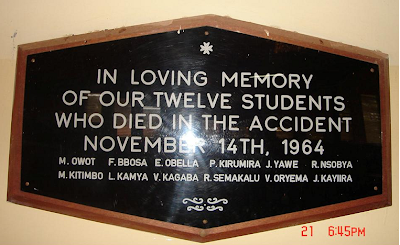 IN LOVING MEMORY
OF OUR TWELVE STUDENTS
WHO DIED IN THE ACCIDENT
NOVEMBER 14TH, 1964
M. OWOT F. BBOSA E. OBELLA P. KIRUMIRA J. YAWE R. NSOBYA
M. KITIMBO L. KAMYA V. KAGABA R. SEMAKALU V. ORYEMA J. KAYIIRA
21 6:45PM